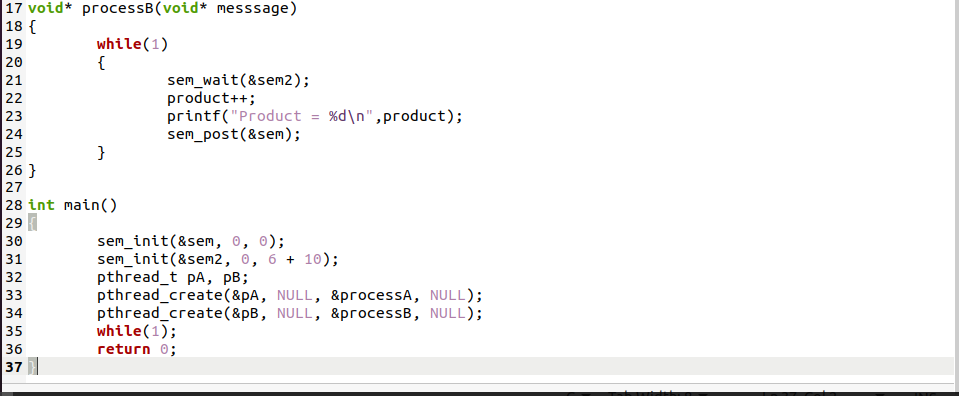 17 void* processB(void* messsage)
18 {
19 while(1)
20 {
21 sem_wait(&sem2);
22 product++;
23 printf("Product = %d\n",product);
24 sem_post(&sem);
25 }
26 }
27
28 int main()
29 {
30 sem_init(&sem, 0, 0);
31 sem_init(&sem2, 0, 6 + 10);
32 pthread_t pA, pB;
33 pthread_create(&pA, NULL, &processA, NULL);
34 pthread_create(&pB, NULL, &processB, NULL);
35 while(1);
36 return 0;
37 }